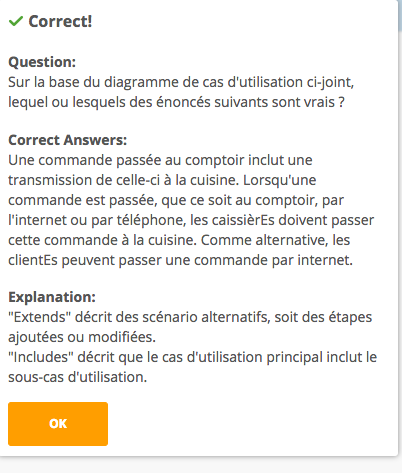 Correct!
Question:
Sur la base du diagramme de cas d'utilisation ci-joint,
lequel ou lesquels des énoncés suivants sont vrais ?
Correct Answers:
Une commande passée au comptoir inclut une
transmission de celle-ci à la cuisine. Lorsqu'une
commande est passée, que ce soit au comptoir, par
l'internet ou par téléphone, les caissièrEs doivent passer
cette commande à la cuisine. Comme alternative, les
clientEs peuvent passer une commande par internet.
Explanation:
"Extends" décrit des scénario alternatifs, soit des étapes
ajoutées ou modifiées.
"Includes" décrit que le cas d'utilisation principal inclut le
sous-cas d'utilisation.
OK